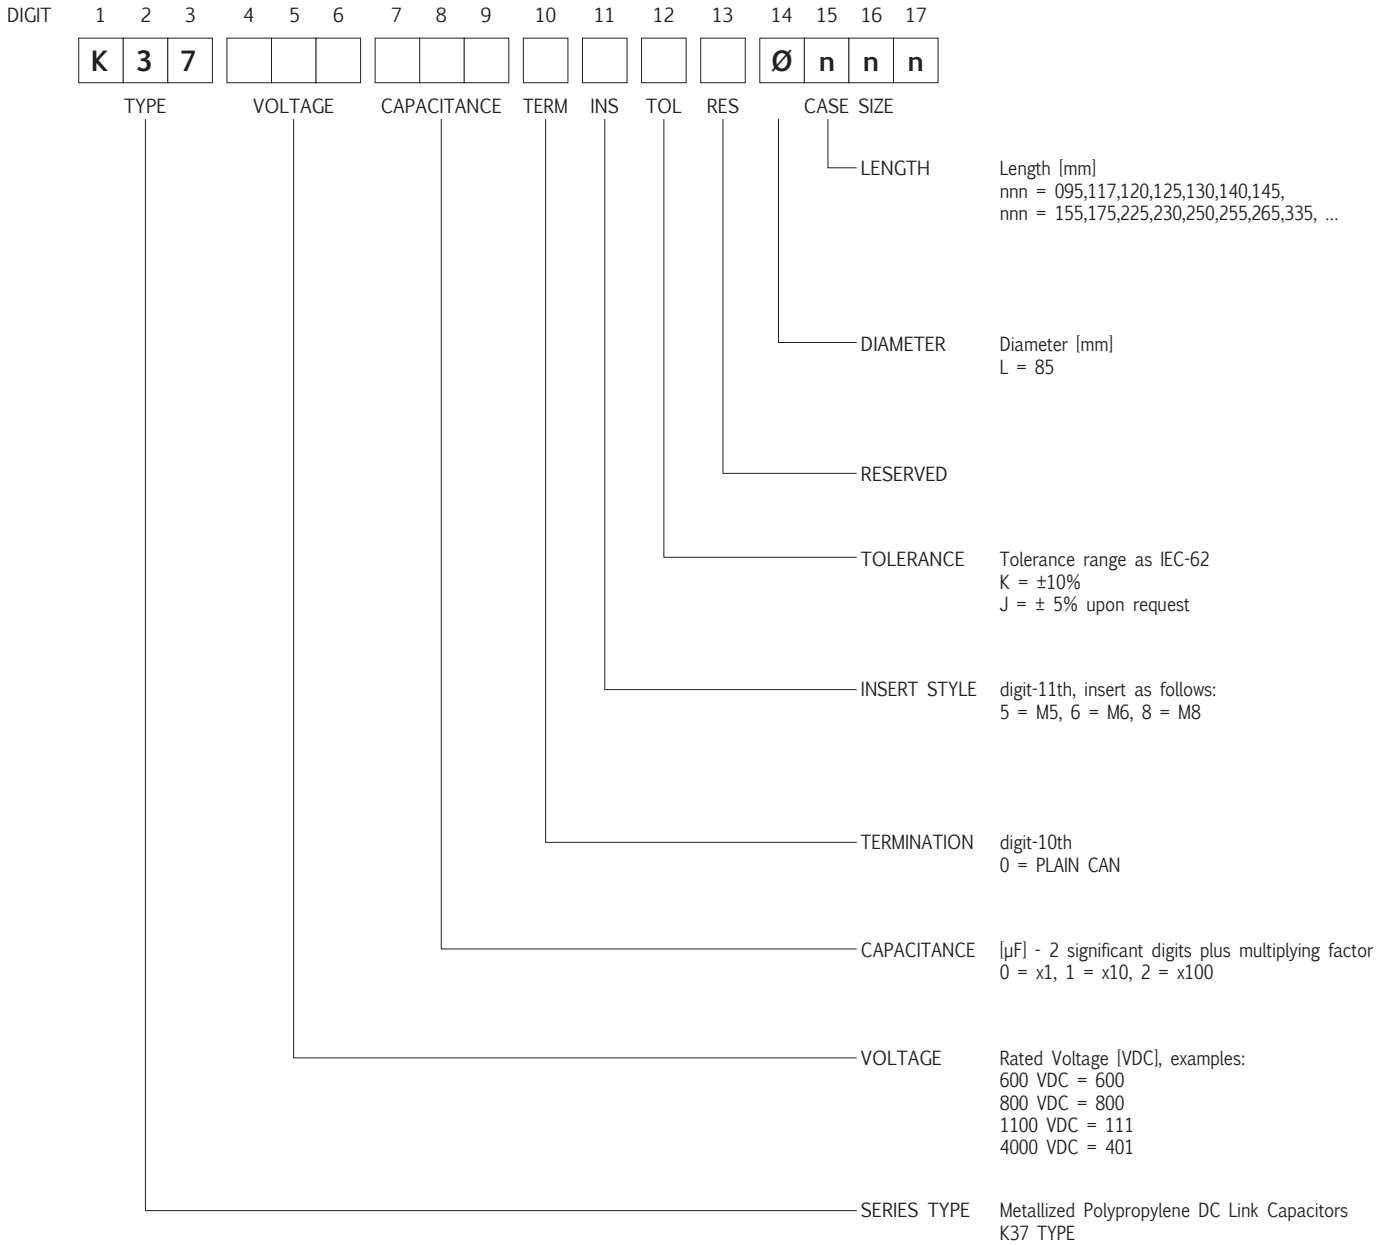 DIGIT 1 2 3 4 5 6 7 8 9 10 11 12 13 14 15 16 17
K 3 7 Ø n n n
TYPE VOLTAGE CAPACITANCE TERM INS TOL RES CASE SIZE
LENGTH Length [mm]
nnn = 095,117,120,125,130,140,145,
nnn = 155,175,225,230,250,255,265,335, ...
DIAMETER Diameter [mm]
L = 85
RESERVED
TOLERANCE Tolerance range as IEC-62
K = ±10%
J = ± 5% upon request
INSERT STYLE digit-11th, insert as follows:
5 = M5, 6 = M6, 8 = M8
TERMINATION digit-10th
0 = PLAIN CAN
CAPACITANCE [µF] - 2 significant digits plus multiplying factor
0 = x1, 1 = x10, 2 = x100
VOLTAGE Rated Voltage [VDC], examples:
600 VDC = 600
800 VDC = 800
1100 VDC = 111
4000 VDC = 401
SERIES TYPE Metallized Polypropylene DC Link Capacitors
K37 TYPE